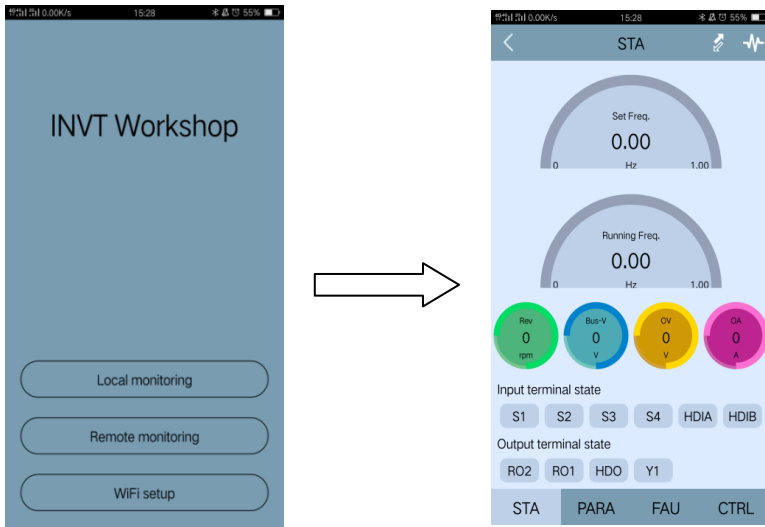 0.00K/s 15:28 55%
INVT Workshop
Local monitoring
Remote monitoring
WiFi setup
0.00K/s 15:28 55%
STA
Set Freq.
0.00
0 Hz 1.00
Running Freq.
0.00
0 Hz 1.00
Rev Bus-V OV OA
0 0 0 0
rpm V V A
Input terminal state
S1 S2 S3 S4 HDIA HDIB
Output terminal state
RO2 RO1 HDO Y1
STA PARA FAU CTRL